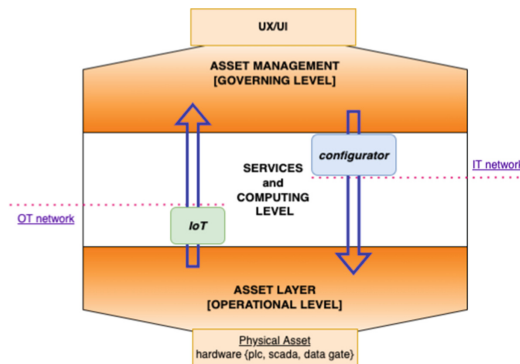 UX/UI
ASSET MANAGEMENT
[GOVERNING LEVEL]
configurator
SERVICES
and
COMPUTING
LEVEL
IT network
OT network
IoT
ASSET LAYER
[OPERATIONAL LEVEL]
Physical Asset
hardware {plc, scada, data gate}